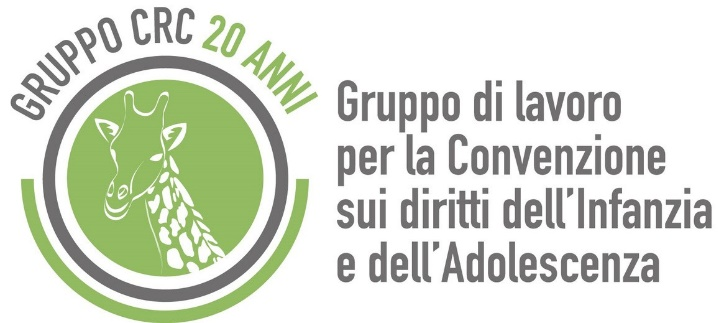 GRUPPO CRC 20 ANNI
Gruppo di lavoro
per la Convenzione
sui diritti dell'Infanzia
e dell'Adolescenza